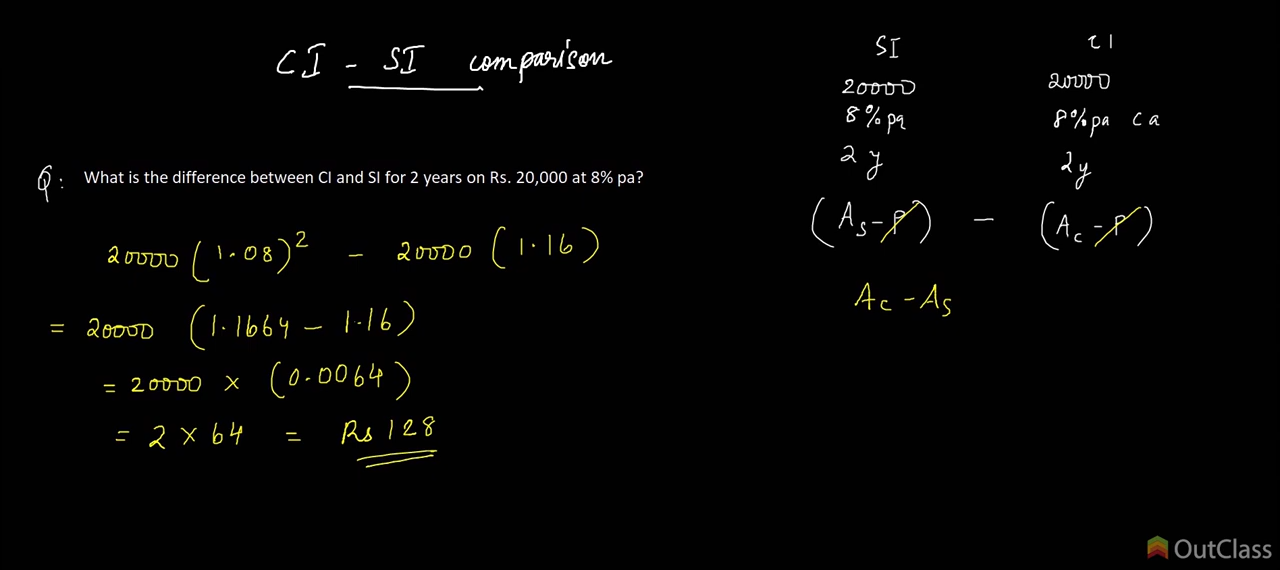 CI - SI comparison
Q: What is the difference between CI and SI for 2 years on Rs. 20,000 at 8% pa?
20000 (1.08)² - 20000 (1.16)
= 20000 (1.1664 - 1.16)
= 20000 × (0.0064)
= 2 × 64 = Rs 128
SI CI
20000 20000
8% pa 8% pa ca
2 y 2y
(As - P) - (Ac - P)
Ac - As
OutClass